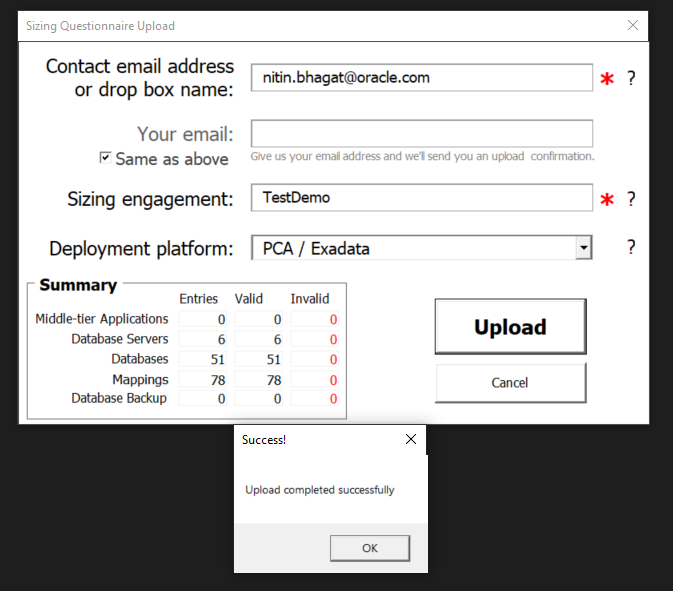 Sizing Questionnaire Upload
Contact email address
or drop box name:
nitin.bhagat@oracle.com
* ?
Your email:
Same as above
Give us your email address and we'll send you an upload confirmation.
Sizing engagement:
TestDemo
* ?
Deployment platform:
PCA / Exadata
?
Summary
Entries Valid Invalid
Middle-tier Applications 0 0 0
Database Servers 6 6 0
Databases 51 51 0
Mappings 78 78 0
Database Backup 0 0 0
Upload
Cancel
Success!
Upload completed successfully
OK